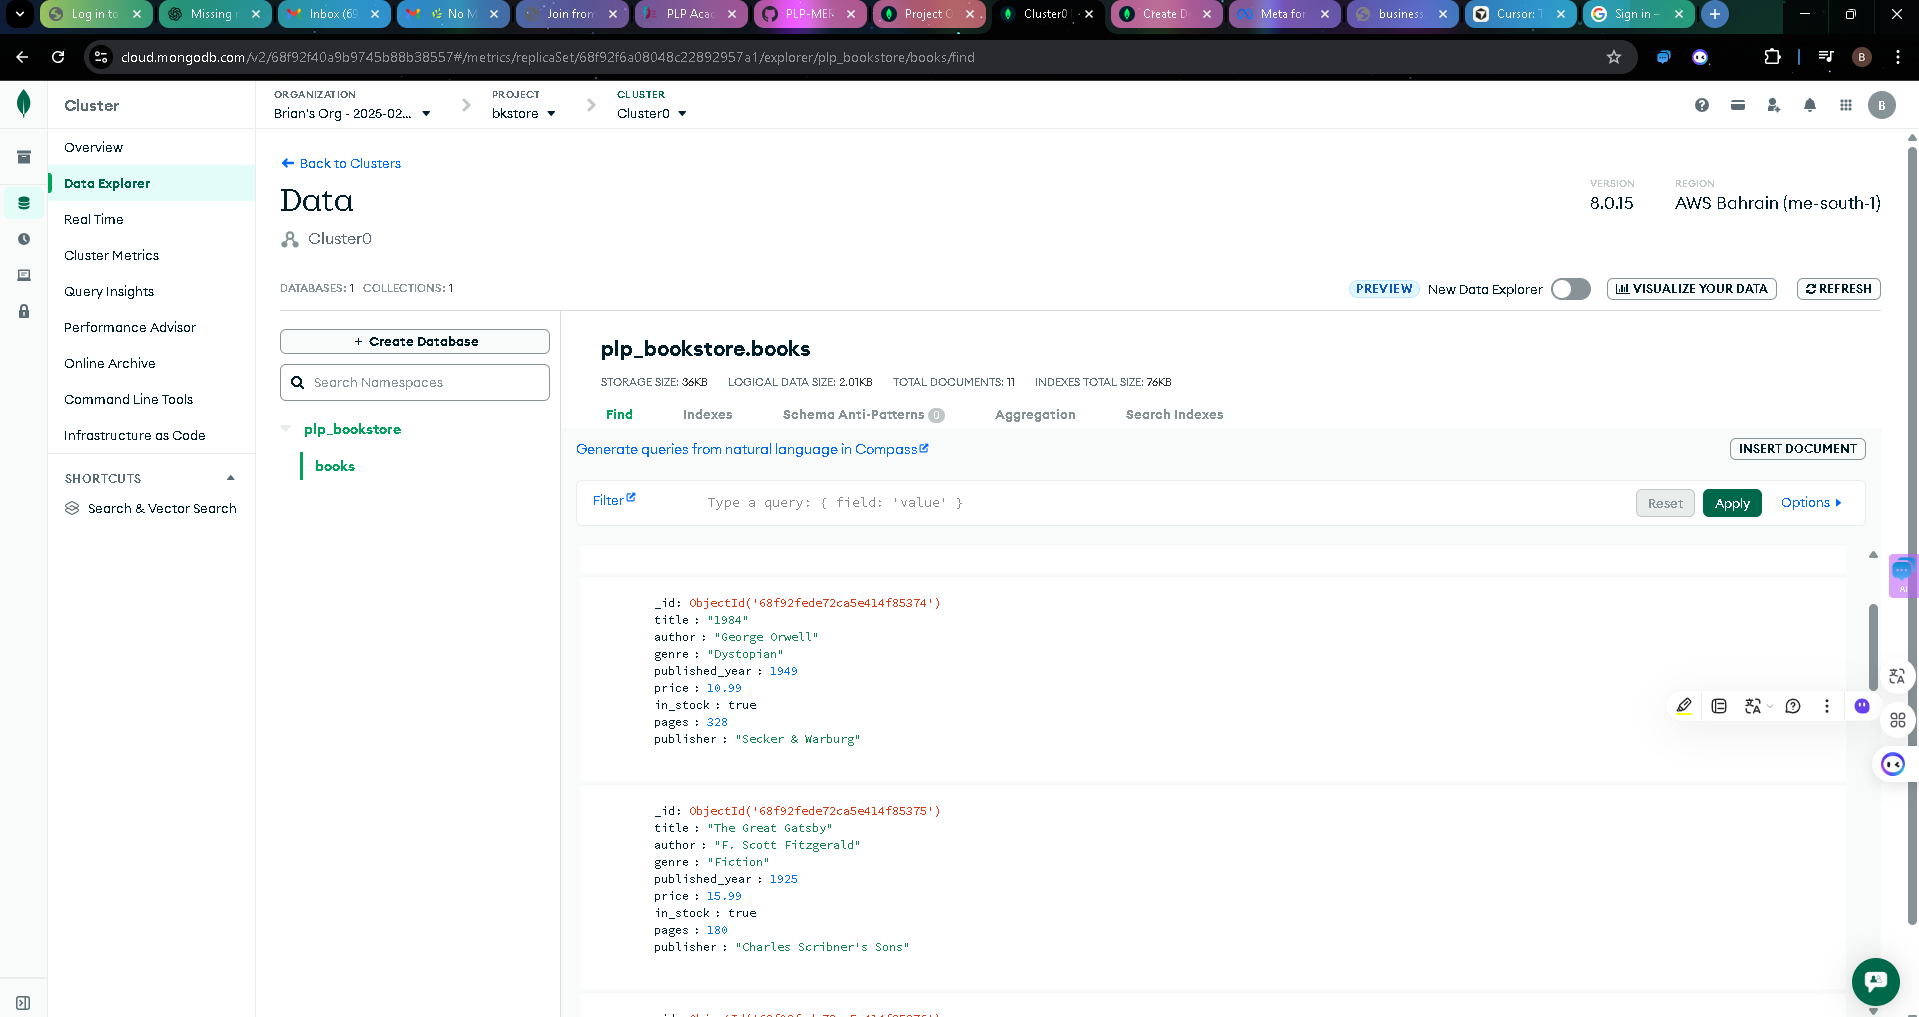 Log in to
Missing
Inbox (69
No M
Join from
PLP Aca
PLP-MER
Project O
Cluster0
Create D
Meta for
business
Cursor: T
Sign in -
cloud.mongodb.com/v2/68f92f40a9b9745b88b38557#/metrics/replicaSet/68f92f6a08048c22892957a1/explorer/plp_bookstore/books/find
B
Cluster
ORGANIZATION
Brian's Org - 2025-02...
PROJECT
bkstore
CLUSTER
Cluster0
B
Overview
Data Explorer
Real Time
Cluster Metrics
Query Insights
Performance Advisor
Online Archive
Command Line Tools
Infrastructure as Code
SHORTCUTS
Search & Vector Search
Back to Clusters
Data
Cluster0
VERSION
8.0.15
REGION
AWS Bahrain (me-south-1)
DATABASES: 1 COLLECTIONS: 1
PREVIEW New Data Explorer
VISUALIZE YOUR DATA
REFRESH
+ Create Database
Search Namespaces
plp_bookstore
books
plp_bookstore.books
STORAGE SIZE: 36KB LOGICAL DATA SIZE: 2.01KB TOTAL DOCUMENTS: 11 INDEXES TOTAL SIZE: 76KB
Find Indexes Schema Anti-Patterns 0 Aggregation Search Indexes
Generate queries from natural language in Compass
INSERT DOCUMENT
Filter
Type a query: { field: 'value' }
Reset
Apply
Options
_id: ObjectId('68f92fede72ca5e414f85374')
title : "1984"
author : "George Orwell"
genre : "Dystopian"
published_year : 1949
price : 10.99
in_stock : true
pages : 328
publisher : "Secker & Warburg"
_id: ObjectId('68f92fede72ca5e414f85375')
title : "The Great Gatsby"
author : "F. Scott Fitzgerald"
genre : "Fiction"
published_year : 1925
price : 15.99
in_stock : true
pages : 180
publisher : "Charles Scribner's Sons"
AI